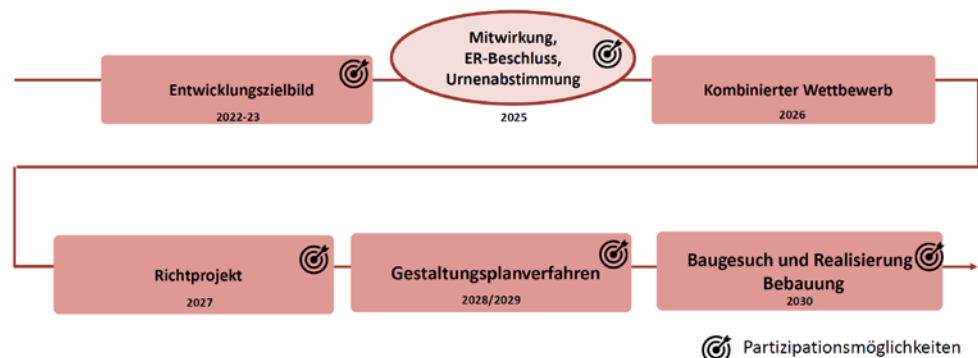 Entwicklungszielbild
2022-23
Mitwirkung,
ER-Beschluss,
Urnenabstimmung
2025
Kombinierter Wettbewerb
2026
Richtprojekt
2027
Gestaltungsplanverfahren
2028/2029
Baugesuch und Realisierung
Bebauung
2030
Partizipationsmöglichkeiten